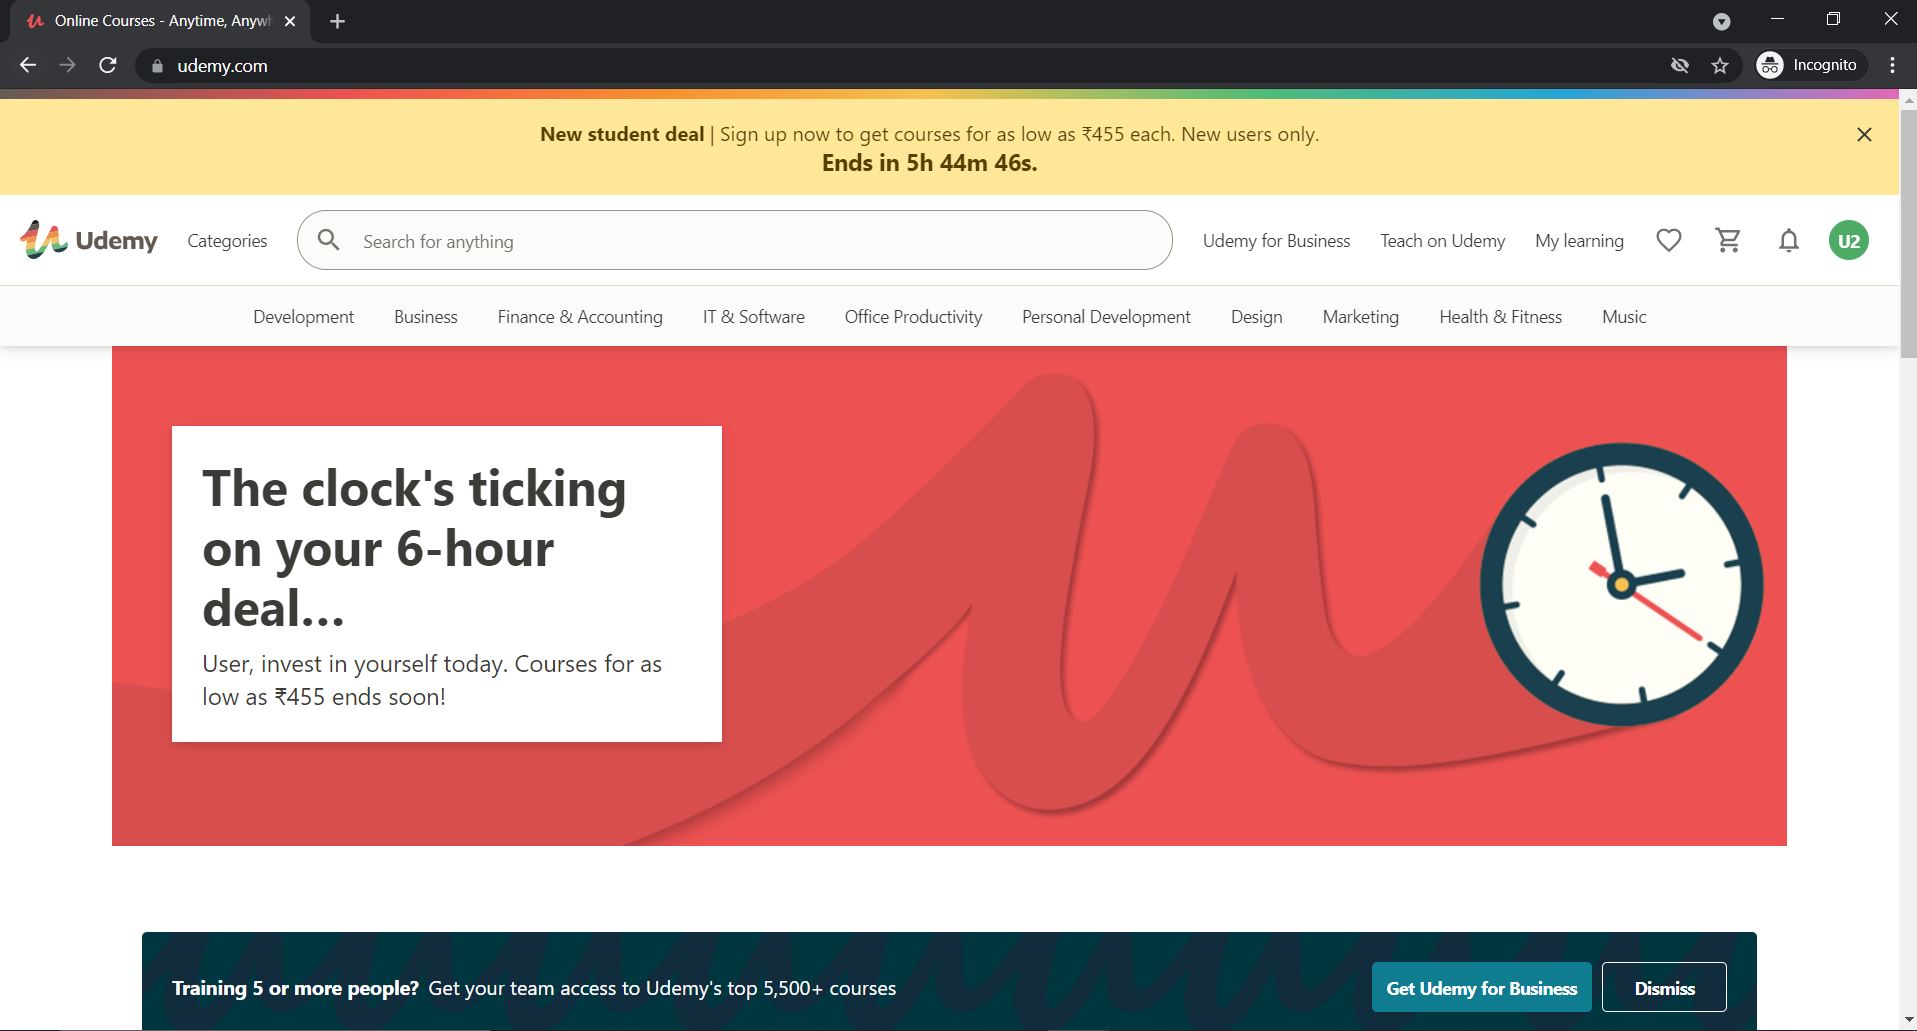 Online Courses - Anytime, Anywh
udemy.com
Incognito
New student deal | Sign up now to get courses for as low as ₹455 each. New users only.
Ends in 5h 44m 46s.
Udemy
Categories
Search for anything
Udemy for Business
Teach on Udemy
My learning
U2
Development
Business
Finance & Accounting
IT & Software
Office Productivity
Personal Development
Design
Marketing
Health & Fitness
Music
The clock's ticking
on your 6-hour
deal...
User, invest in yourself today. Courses for as
low as ₹455 ends soon!
Training 5 or more people? Get your team access to Udemy's top 5,500+ courses
Get Udemy for Business
Dismiss